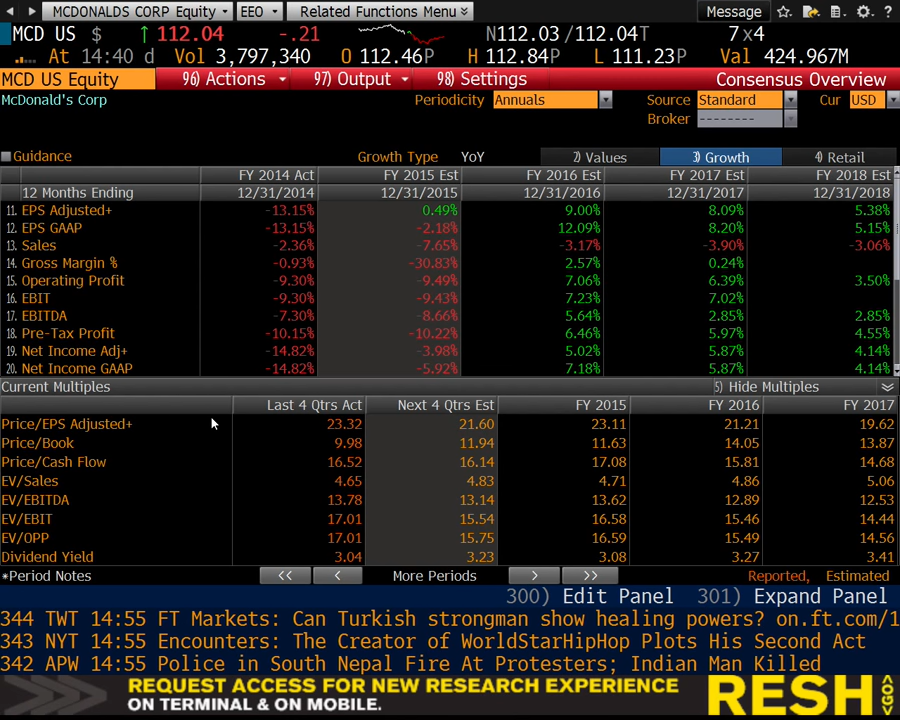 MCDONALDS CORP Equity EEO Related Functions Menu Message ?
MCD US $ ↑ 112.04 -.21 N112.03 /112.04T 7x4
At 14:40 d Vol 3,797,340 O 112.46P H 112.84P L 111.23P Val 424.967M
MCD US Equity 96) Actions 97) Output 98) Settings Consensus Overview
McDonald's Corp Periodicity Annuals Source Standard Cur USD
Broker --------
Guidance Growth Type YoY 2) Values 3) Growth 4) Retail
FY 2014 Act FY 2015 Est FY 2016 Est FY 2017 Est FY 2018 Est
12 Months Ending 12/31/2014 12/31/2015 12/31/2016 12/31/2017 12/31/2018
11. EPS Adjusted+ -13.15% 0.49% 9.00% 8.09% 5.38%
12. EPS GAAP -13.15% -2.18% 12.09% 8.20% 5.15%
13. Sales -2.36% -7.65% -3.17% -3.90% -3.06%
14. Gross Margin % -0.93% -30.83% 2.57% 0.24%
15. Operating Profit -9.30% -9.49% 7.06% 6.39% 3.50%
16. EBIT -9.30% -9.43% 7.23% 7.02%
17. EBITDA -7.30% -8.66% 5.64% 2.85% 2.85%
18. Pre-Tax Profit -10.15% -10.22% 6.46% 5.97% 4.55%
19. Net Income Adj+ -14.82% -3.98% 5.02% 5.87% 4.14%
20. Net Income GAAP -14.82% -5.92% 7.18% 5.87% 4.14%
Current Multiples 5) Hide Multiples
Last 4 Qtrs Act Next 4 Qtrs Est FY 2015 FY 2016 FY 2017
Price/EPS Adjusted+ 23.32 21.60 23.11 21.21 19.62
Price/Book 9.98 11.94 11.63 14.05 13.87
Price/Cash Flow 16.52 16.14 17.08 15.81 14.68
EV/Sales 4.65 4.83 4.71 4.86 5.06
EV/EBITDA 13.78 13.14 13.62 12.89 12.53
EV/EBIT 17.01 15.54 16.58 15.46 14.44
EV/OPP 17.01 15.75 16.59 15.49 14.56
Dividend Yield 3.04 3.23 3.08 3.27 3.41
*Period Notes << < More Periods > >> Reported, Estimated
300) Edit Panel 301) Expand Panel
344 TWT 14:55 FT Markets: Can Turkish strongman show healing powers? on.ft.com/1
343 NYT 14:55 Encounters: The Creator of WorldStarHipHop Plots His Second Act
342 APW 14:55 Police in South Nepal Fire At Protesters; Indian Man Killed
REQUEST ACCESS FOR NEW RESEARCH EXPERIENCE
ON TERMINAL & ON MOBILE.
RESH <GO>